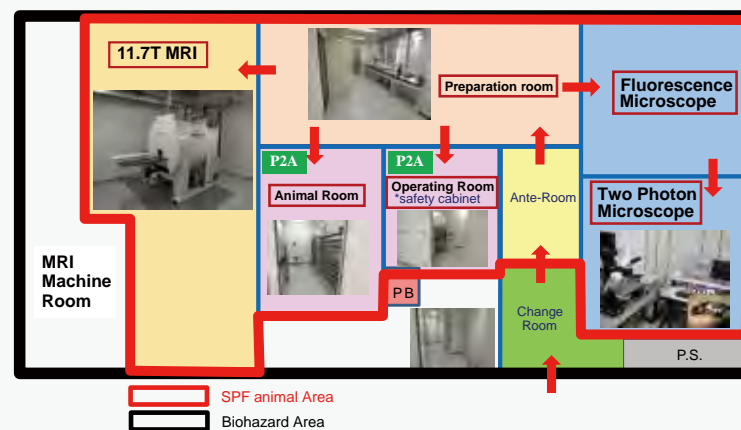 11.7T MRI
Preparation room
Fluorescence
Microscope
P2A
Animal Room
P2A
Operating Room
*safety cabinet
Ante-Room
Two Photon
Microscope
MRI
Machine
Room
PB
Change
Room
P.S.
SPF animal Area
Biohazard Area